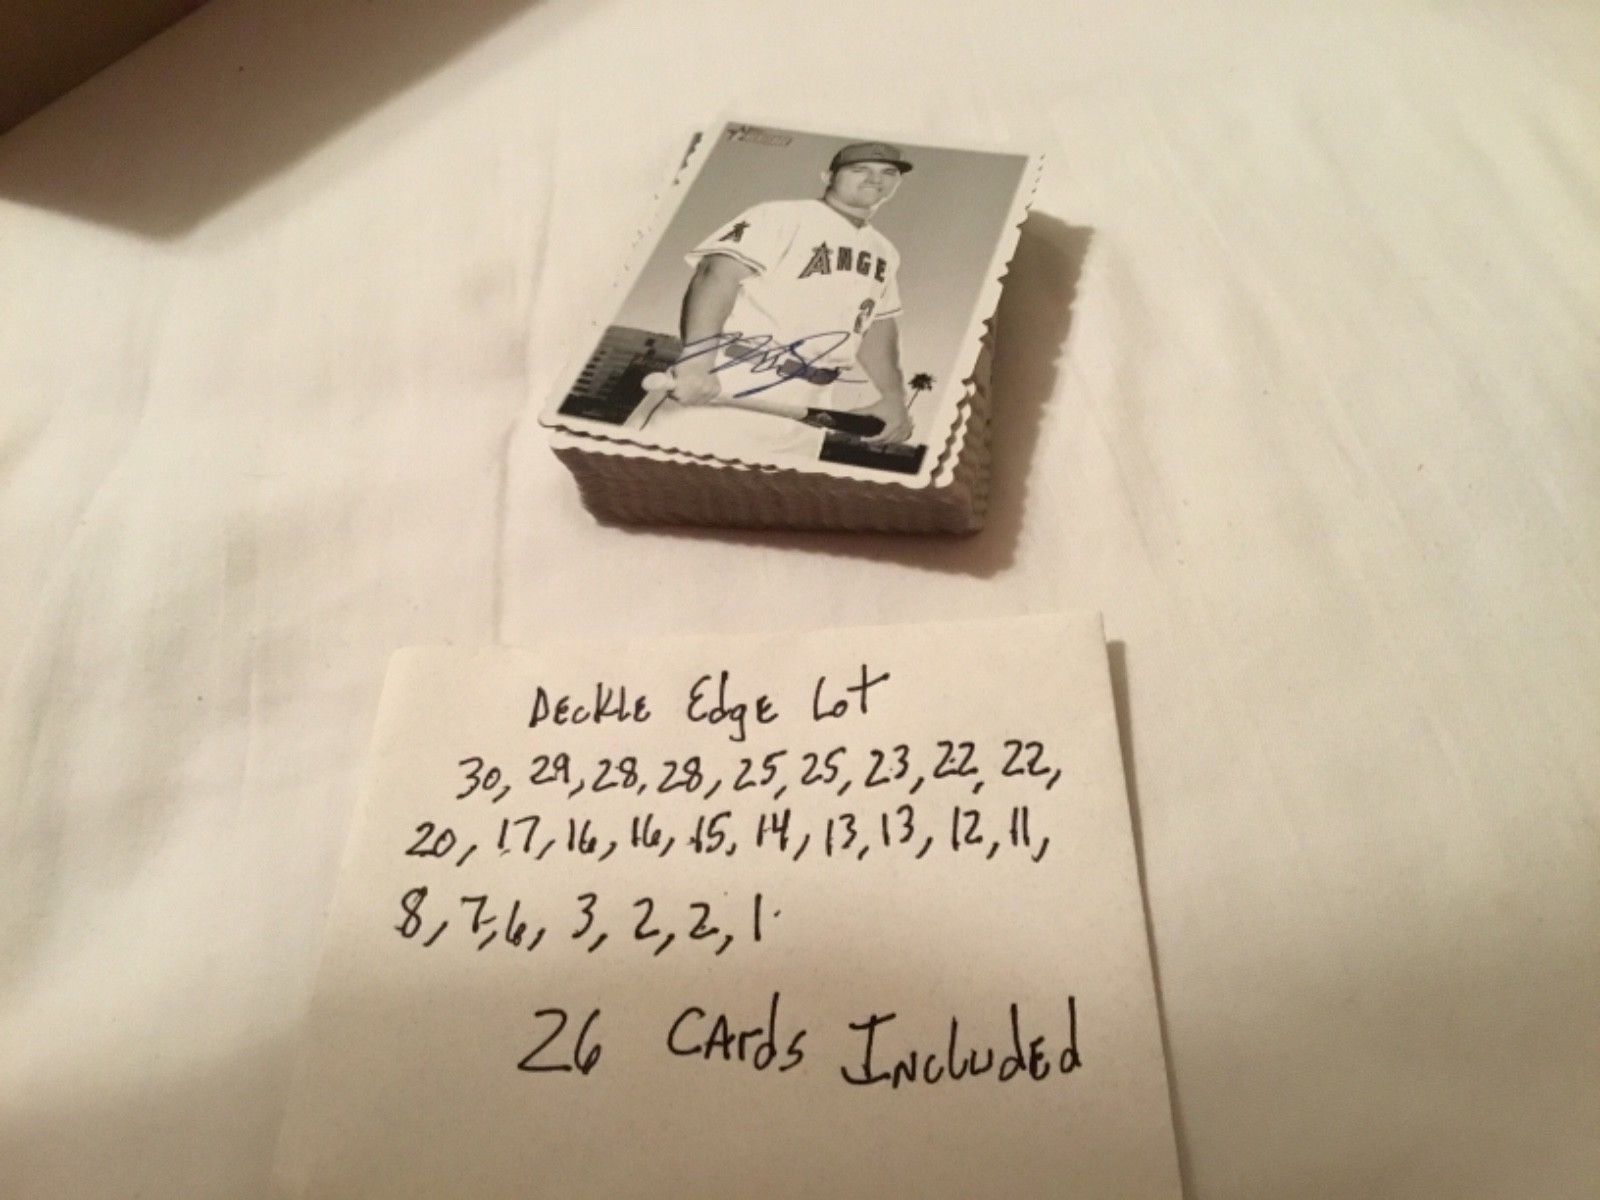 ANGE
2
Deckle Edge Lot
30, 29, 28, 28, 25, 25, 23, 22, 22,
20, 17, 16, 16, 15, 14, 13, 13, 12, 11,
8, 7, 6, 3, 2, 2, 1
26 Cards Included